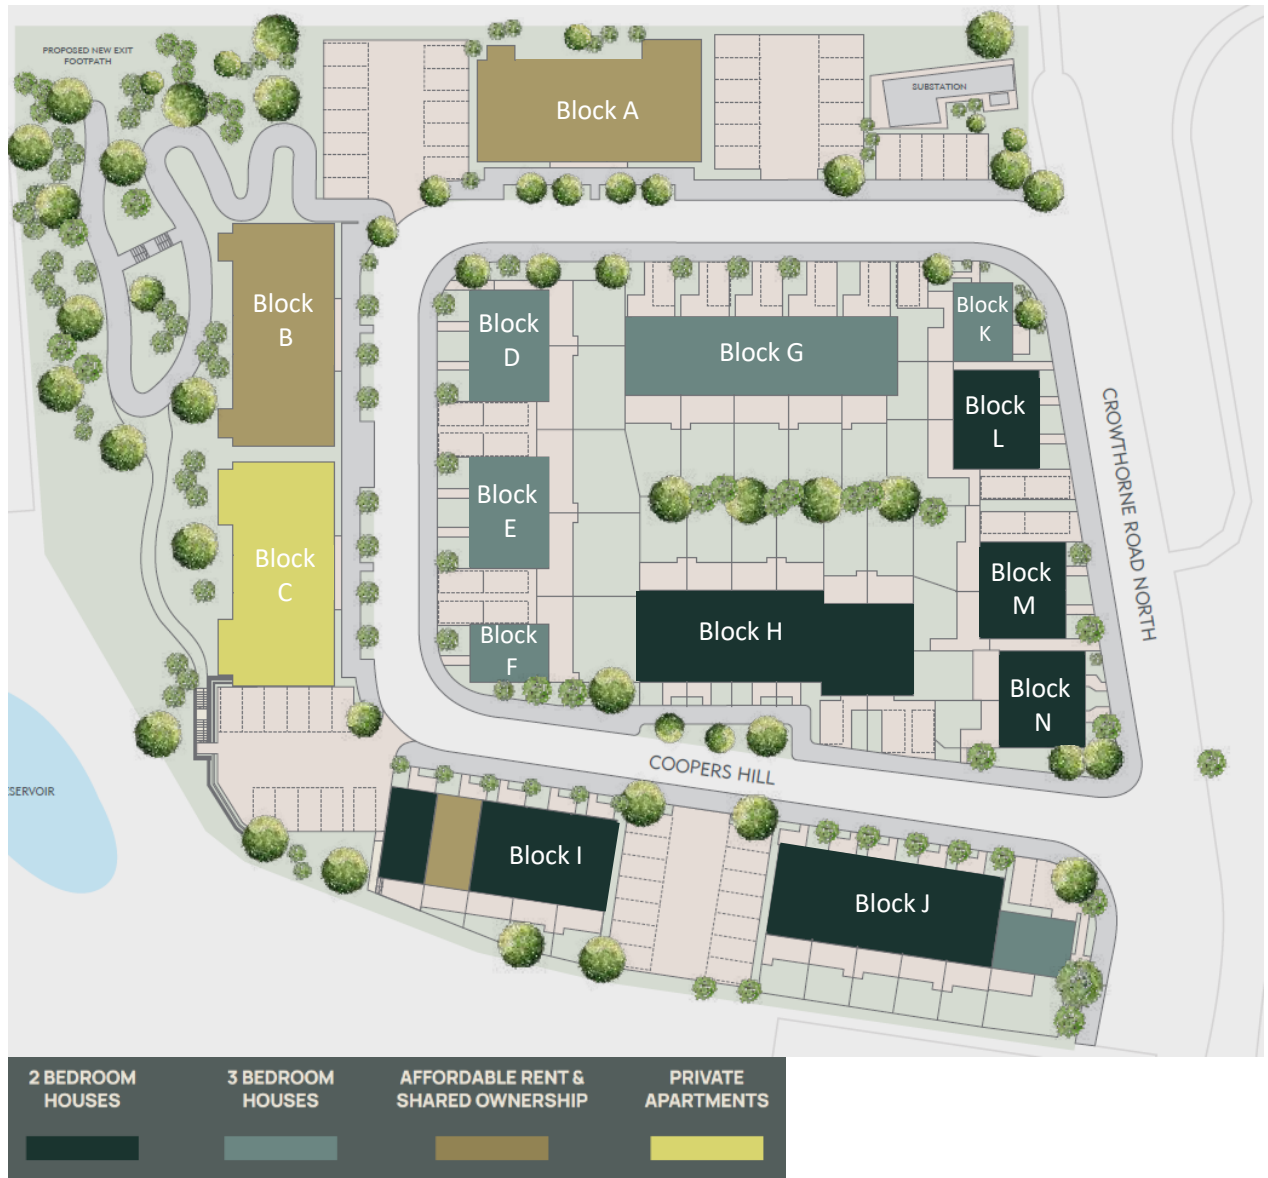 PROPOSED NEW EXIT
FOOTPATH
Block A
SUBSTATION
Block
B
Block
D
Block G
Block
K
Block
L
CROWTHORNE ROAD NORTH
Block
E
Block
C
Block
M
Block H
Block
F
Block
N
COOPERS HILL
SERVOIR
Block I
Block J
2 BEDROOM
HOUSES
3 BEDROOM
HOUSES
AFFORDABLE RENT &
SHARED OWNERSHIP
PRIVATE
APARTMENTS